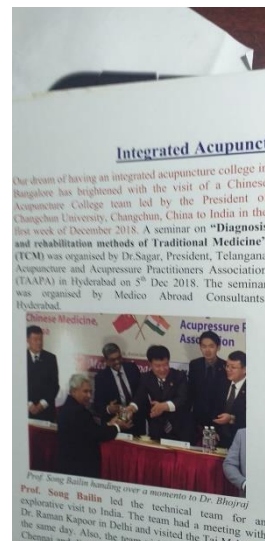 Integrated Acupunct
Our dream of having an integrated acupuncture college in
Bangalore has brightened with the visit of a Chinese
Acupuncture College team led by the President of
Changchun University, Changchun, China to India in the
first week of December 2018. A seminar on "Diagnosis
and rehabilitation methods of Traditional Medicine"
(TCM) was organised by Dr.Sagar, President, Telangana
Acupuncture and Acupressure Practitioners Association
(TAAPA) in Hyderabad on 5th Dec 2018. The seminar
was organised by Medico Abroad Consultants,
Hyderabad.
Chinese Medicine,
Acupressure P
Association
Prof Song Bailin handing over a momento to Dr. Bhojraj
Prof. Song Bailin led the technical team for an
explorative visit to India. The team had a meeting with
Dr. Raman Kapoor in Delhi and visited the Taj
the same day. Also, the team